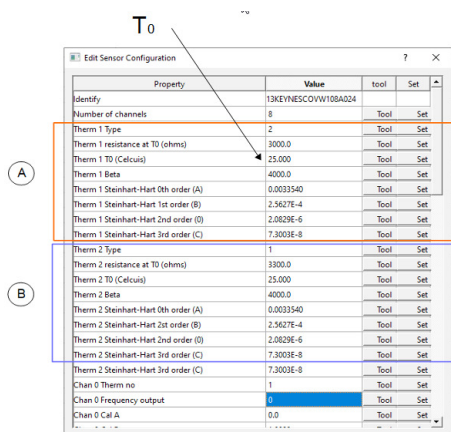 T0
Edit Sensor Configuration ? ×
Property Value tool Set
Identify 13KEYNESCOVW108A024
Number of channels 8 Tool Set
Therm 1 Type 2 Tool Set
Therm 1 resistance at T0 (ohms) 3000.0 Tool Set
Therm 1 T0 (Celcuis) 25.000 Tool Set
Therm 1 Beta 4000.0 Tool Set
A
Therm 1 Steinhart-Hart 0th order (A) 0.0033540 Tool Set
Therm 1 Steinhart-Hart 1st order (B) 2.5627E-4 Tool Set
Therm 1 Steinhart-Hart 2nd order (0) 2.0829E-6 Tool Set
Therm 1 Steinhart-Hart 3rd order (C) 7.3003E-8 Tool Set
Therm 2 Type 1 Tool Set
Therm 2 resistance at T0 (ohms) 3300.0 Tool Set
Therm 2 T0 (Celcuis) 25.000 Tool Set
B
Therm 2 Beta 4000.0 Tool Set
Therm 2 Steinhart-Hart 0th order (A) 0.0033540 Tool Set
Therm 2 Steinhart-Hart 2st order (B) 2.5627E-4 Tool Set
Therm 2 Steinhart-Hart 2nd order (0) 2.0829E-6 Tool Set
Therm 2 Steinhart-Hart 3rd order (C) 7.3003E-8 Tool Set
Therm 2 Steinhart-Hart 3rd order (C) 7.3003E-8 Tool Set
Chan 0 Therm no 1 Tool Set
Chan 0 Frequency output 0 Tool Set
Chan 0 Cal A 0.0 Tool Set